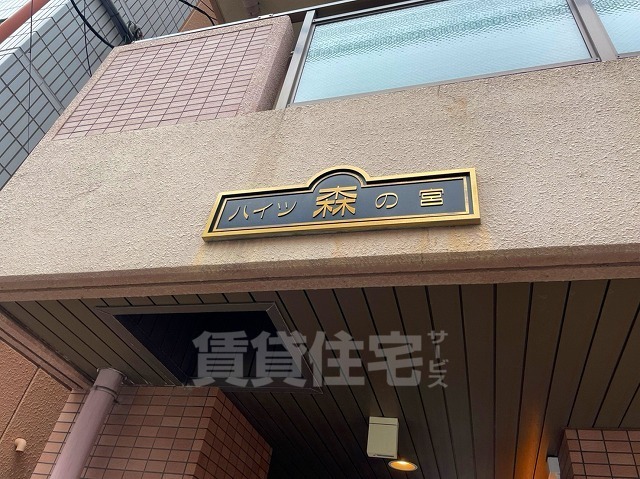 ハイツ 森の宮
賃貸住宅サービス